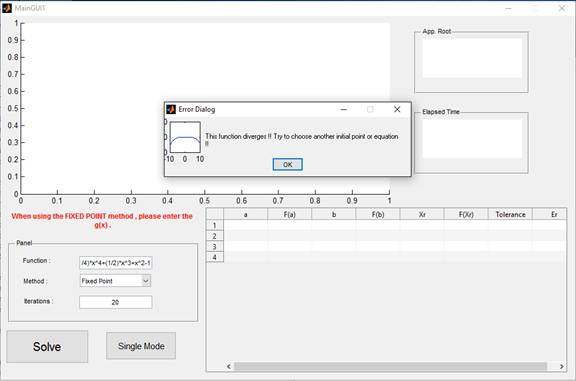 MainGUI1
1
0.9
0.8
0.7
0.6
0.5
0.4
0.3
0.2
0.1
0
0 0.1 0.2 0.3 0.4 0.5 0.6 0.7 0.8 0.9 1
App. Root
Elapsed Time
Error Dialog
0
0
0
-10 0 10
This function diverges !! Try to choose another initial point or equation
!!
OK
When using the FIXED POINT method , please enter the
g(x) .
Panel
Function : /4)*x^4+(1/2)*x^3+x^2-1
Method : Fixed Point
Iterations : 20
Solve
Single Mode
a F(a) b F(b) Xr F(Xr) Tolerance Er
1
2
3
4